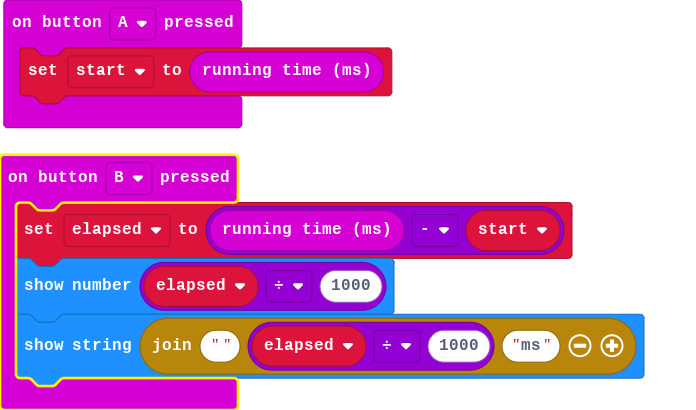 on button A pressed
set start to running time (ms)
on button B pressed
set elapsed to running time (ms) - start
show number elapsed ÷ 1000
show string join "" elapsed ÷ 1000 "ms"